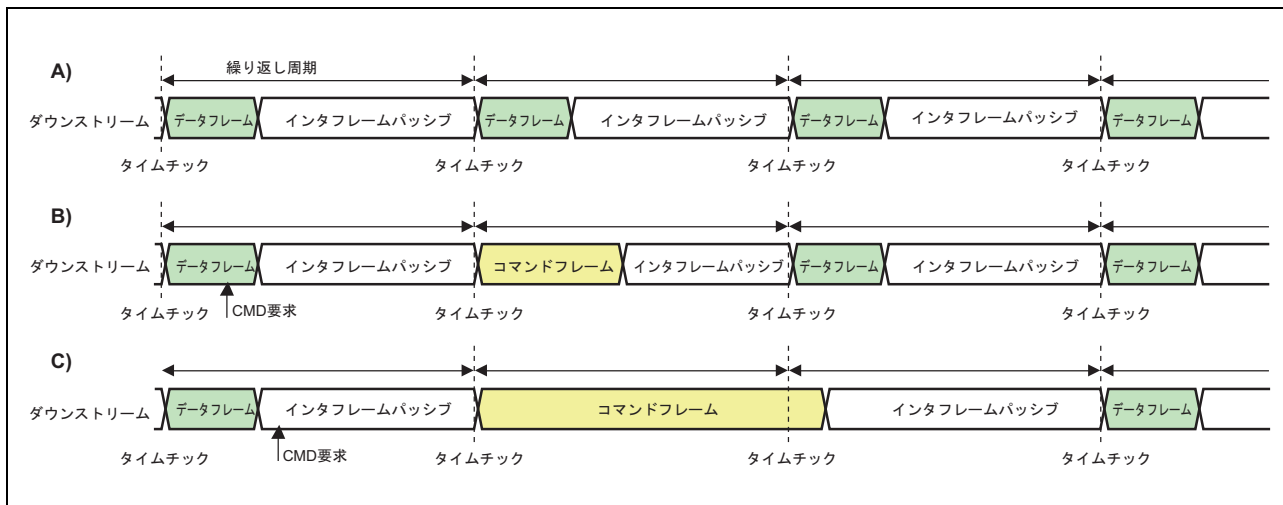 A)
繰り返し周期
ダウンストリーム データフレーム インタフレームパッシブ データフレーム インタフレームパッシブ データフレーム インタフレームパッシブ データフレーム
タイムチック タイムチック タイムチック タイムチック
B)
ダウンストリーム データフレーム インタフレームパッシブ コマンドフレーム インタフレームパッシブ データフレーム インタフレームパッシブ データフレーム
タイムチック CMD要求 タイムチック タイムチック タイムチック
C)
ダウンストリーム データフレーム インタフレームパッシブ コマンドフレーム インタフレームパッシブ データフレーム
タイムチック CMD要求 タイムチック タイムチック タイムチック